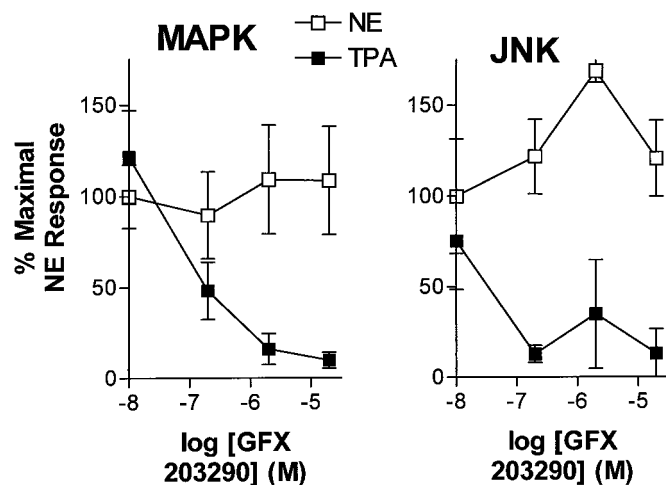 MAPK
NE
TPA
JNK
% Maximal
NE Response
150
100
50
0
-8 -7 -6 -5
log [GFX
203290] (M)
150
100
50
0
-8 -7 -6 -5
log [GFX
203290] (M)